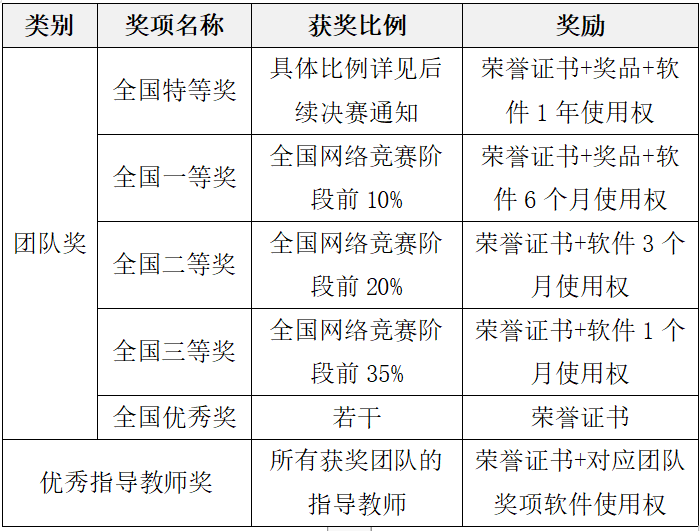 类别 奖项名称 获奖比例 奖励
团队奖
全国特等奖
具体比例详见后
续决赛通知
荣誉证书+奖品+软
件1年使用权
全国一等奖
全国网络竞赛阶
段前10%
荣誉证书+奖品+软
件6个月使用权
全国二等奖
全国网络竞赛阶
段前20%
荣誉证书+软件3个
月使用权
全国三等奖
全国网络竞赛阶
段前35%
荣誉证书+软件1个
月使用权
全国优秀奖
若干
荣誉证书
优秀指导教师奖
所有获奖团队的
指导教师
荣誉证书+对应团队
奖项软件使用权